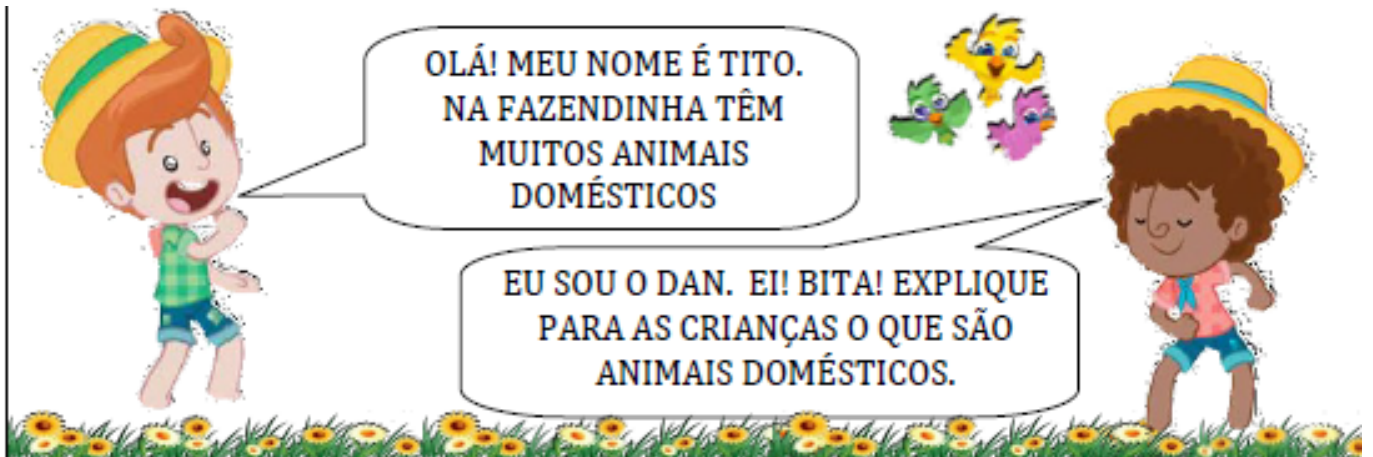 OLÁ! MEU NOME É TITO.
NA FAZENDINHA TÊM
MUITOS ANIMAIS
DOMÉSTICOS
EU SOU O DAN. EI! BITA! EXPLIQUE
PARA AS CRIANÇAS O QUE SÃO
ANIMAIS DOMÉSTICOS.